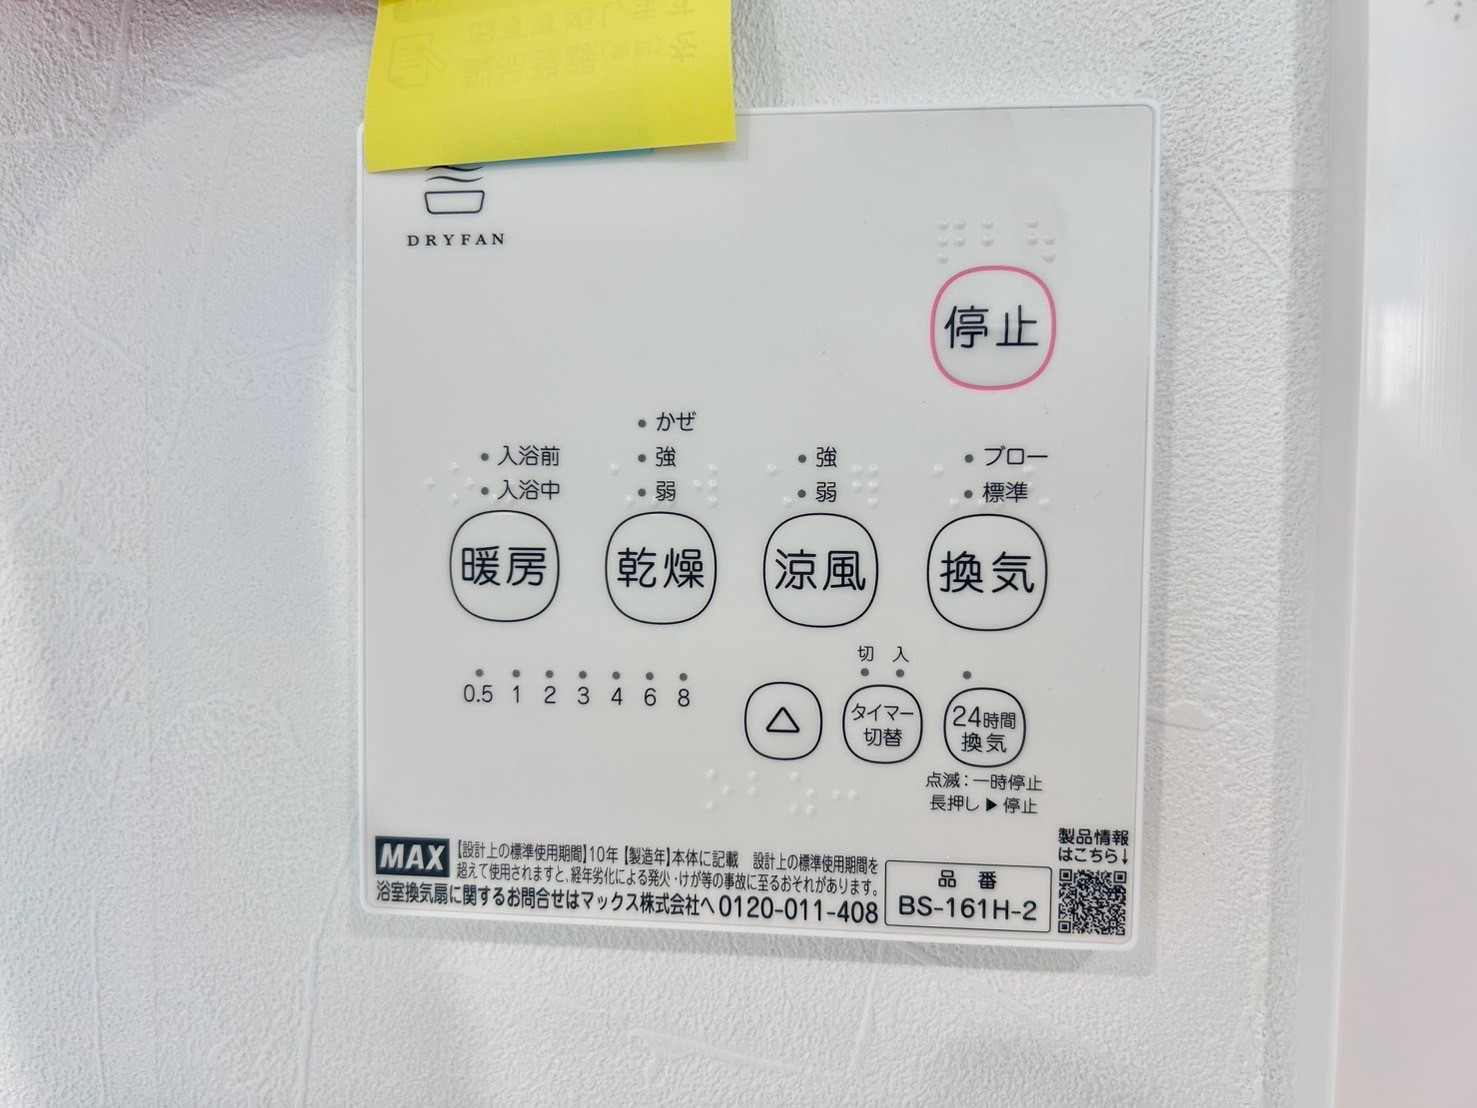 DRYFAN
停止
かぜ
入浴前
強
強
ブロー
入浴中
弱
弱
標準
暖房
乾燥
涼風
換気
切 入
0.5 1 2 3 4 6 8
△
タイマー
切替
24時間
換気
点滅：一時停止
長押し▶停止
製品情報
はこちら↓
MAX
【設計上の標準使用期間】10年【製造年】本体に記載 設計上の標準使用期間を
超えて使用されますと、経年劣化による発火・けが等の事故に至るおそれがあります。
浴室換気扇に関するお問合せはマックス株式会社へ 0120-011-408
品番
BS-161H-2